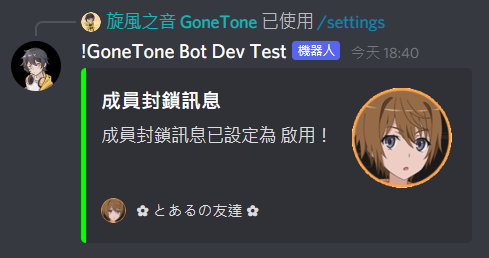 旋風之音 GoneTone 已使用 /settings
!GoneTone Bot Dev Test 機器人 今天 18:40
成員封鎖訊息
成員封鎖訊息已設定為 啟用！
✿ とあるの友達 ✿